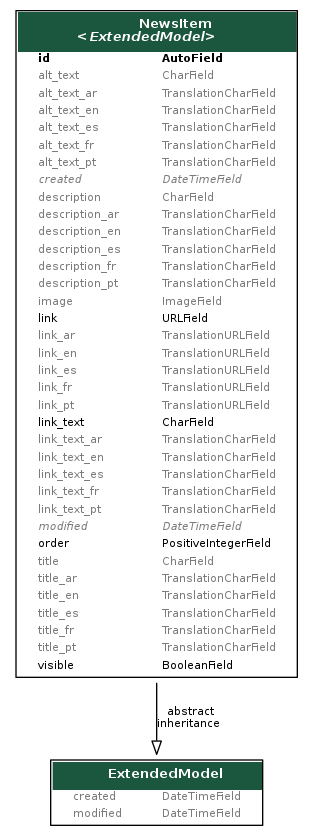 NewsItem
<ExtendedModel>
id AutoField
alt_text CharField
alt_text_ar TranslationCharField
alt_text_en TranslationCharField
alt_text_es TranslationCharField
alt_text_fr TranslationCharField
alt_text_pt TranslationCharField
created DateTimeField
description CharField
description_ar TranslationCharField
description_en TranslationCharField
description_es TranslationCharField
description_fr TranslationCharField
description_pt TranslationCharField
image ImageField
link URLField
link_ar TranslationURLField
link_en TranslationURLField
link_es TranslationURLField
link_fr TranslationURLField
link_pt TranslationURLField
link_text CharField
link_text_ar TranslationCharField
link_text_en TranslationCharField
link_text_es TranslationCharField
link_text_fr TranslationCharField
link_text_pt TranslationCharField
modified DateTimeField
order PositiveIntegerField
title CharField
title_ar TranslationCharField
title_en TranslationCharField
title_es TranslationCharField
title_fr TranslationCharField
title_pt TranslationCharField
visible BooleanField
abstract
inheritance
ExtendedModel
created DateTimeField
modified DateTimeField